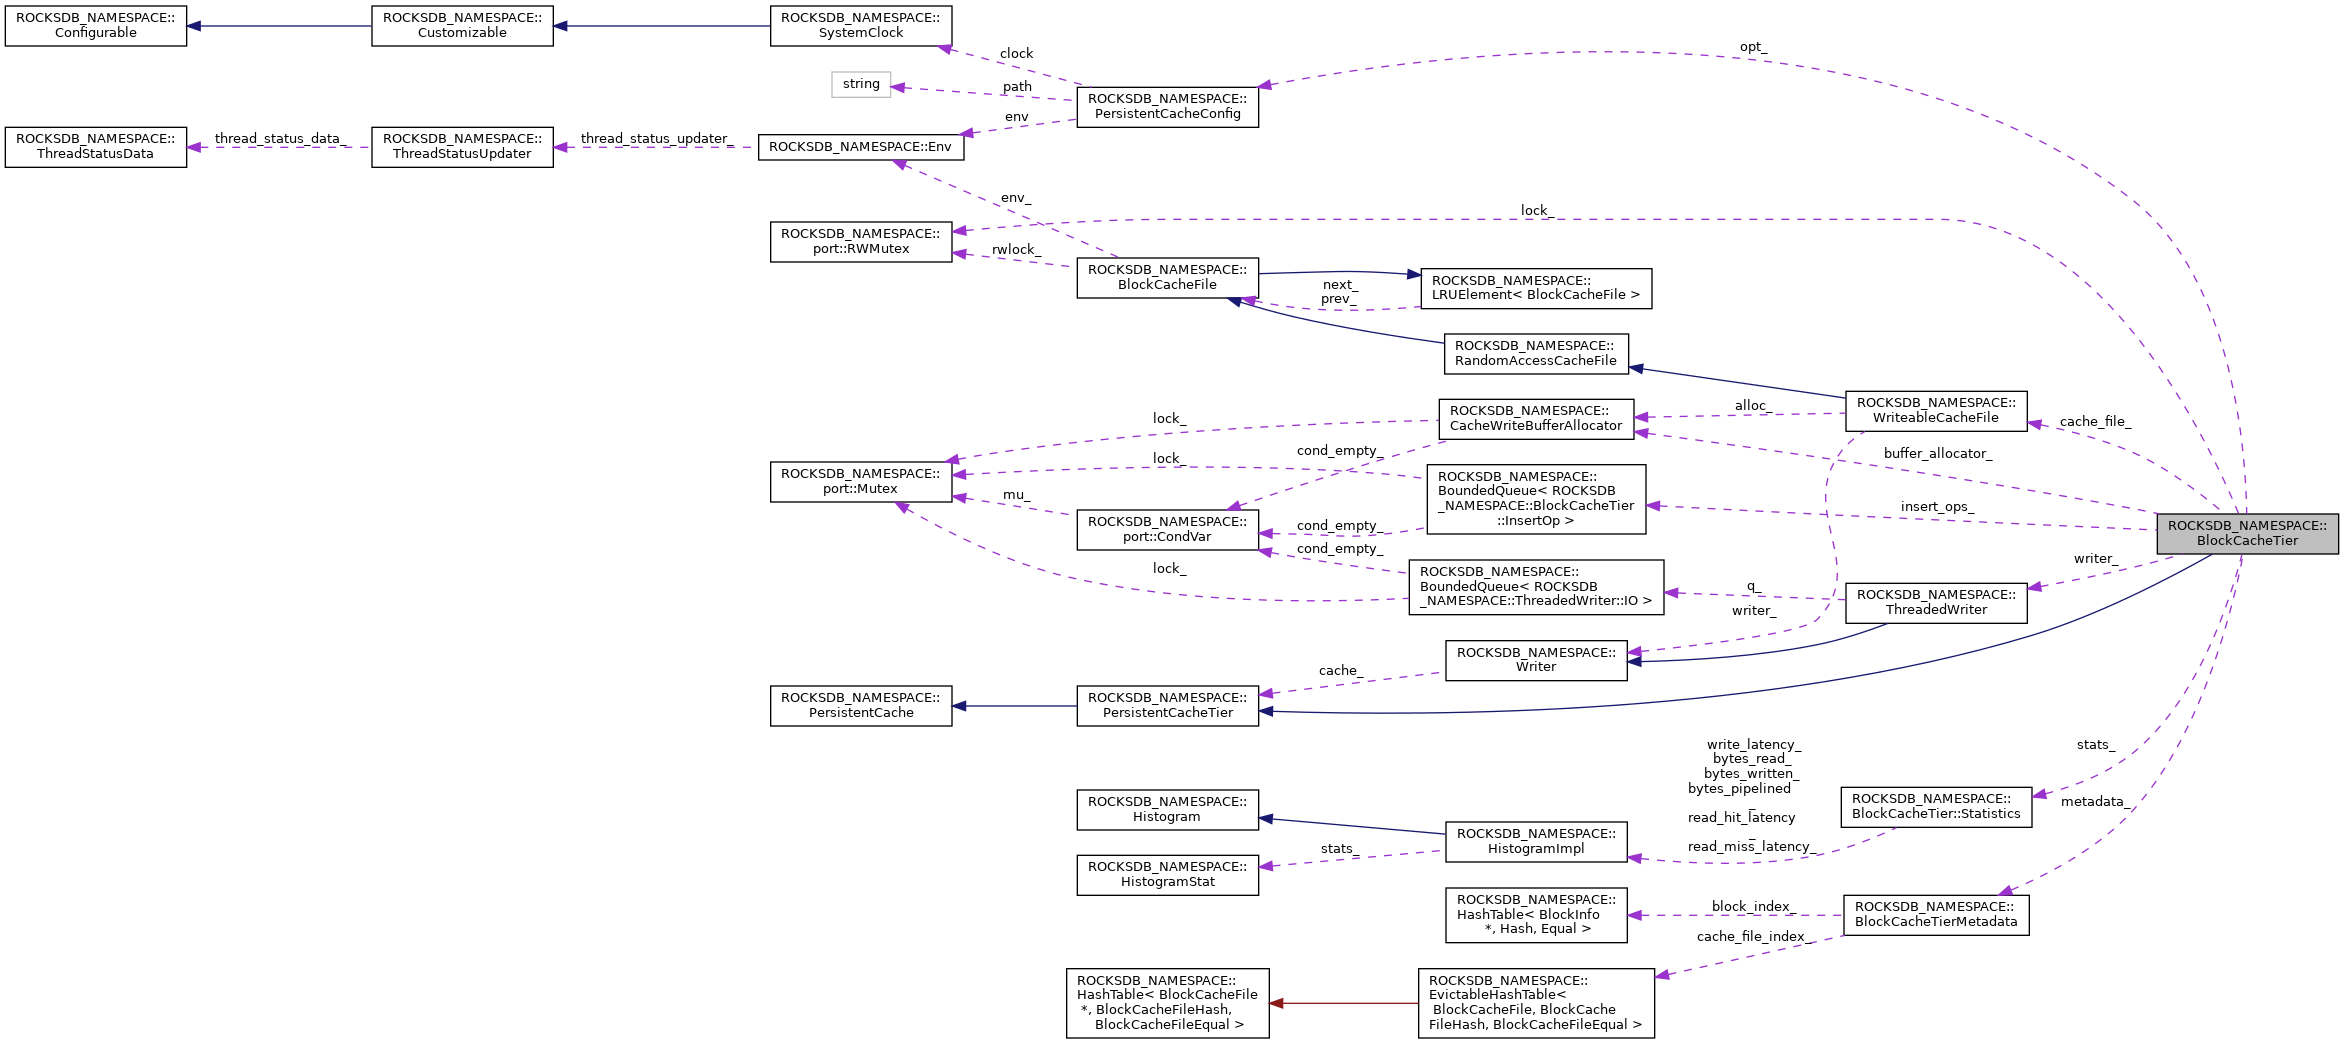 ROCKSDB_NAMESPACE::
Configurable
ROCKSDB_NAMESPACE::
Customizable
ROCKSDB_NAMESPACE::
SystemClock
opt_
clock
string
path
ROCKSDB_NAMESPACE::
PersistentCacheConfig
env
ROCKSDB_NAMESPACE::
ThreadStatusData
thread_status_data_
ROCKSDB_NAMESPACE::
ThreadStatusUpdater
thread_status_updater_
ROCKSDB_NAMESPACE::Env
env_
lock_
ROCKSDB_NAMESPACE::
port::RWMutex
rwlock_
ROCKSDB_NAMESPACE::
BlockCacheFile
next_
prev_
ROCKSDB_NAMESPACE::
LRUElement< BlockCacheFile >
ROCKSDB_NAMESPACE::
RandomAccessCacheFile
ROCKSDB_NAMESPACE::
WriteableCacheFile
alloc_
cache_file_
ROCKSDB_NAMESPACE::
CacheWriteBufferAllocator
lock_
cond_empty_
buffer_allocator_
lock_
ROCKSDB_NAMESPACE::
port::Mutex
mu_
ROCKSDB_NAMESPACE::
port::CondVar
cond_empty_
cond_empty_
ROCKSDB_NAMESPACE::
BoundedQueue< ROCKSDB
_NAMESPACE::BlockCacheTier
::InsertOp >
insert_ops_
ROCKSDB_NAMESPACE::
BlockCacheTier
writer_
lock_
ROCKSDB_NAMESPACE::
BoundedQueue< ROCKSDB
_NAMESPACE::ThreadedWriter::IO >
q_
ROCKSDB_NAMESPACE::
ThreadedWriter
writer_
ROCKSDB_NAMESPACE::
Writer
cache_
ROCKSDB_NAMESPACE::
PersistentCache
ROCKSDB_NAMESPACE::
PersistentCacheTier
stats_
metadata_
write_latency_
bytes_read_
bytes_written_
bytes_pipelined
_
read_hit_latency
_
read_miss_latency_
ROCKSDB_NAMESPACE::
BlockCacheTier::Statistics
ROCKSDB_NAMESPACE::
Histogram
ROCKSDB_NAMESPACE::
HistogramImpl
stats_
ROCKSDB_NAMESPACE::
HistogramStat
ROCKSDB_NAMESPACE::
HashTable< BlockInfo
*, Hash, Equal >
block_index_
ROCKSDB_NAMESPACE::
BlockCacheTierMetadata
cache_file_index_
ROCKSDB_NAMESPACE::
HashTable< BlockCacheFile
*, BlockCacheFileHash,
BlockCacheFileEqual >
ROCKSDB_NAMESPACE::
EvictableHashTable<
BlockCacheFile, BlockCache
FileHash, BlockCacheFileEqual >